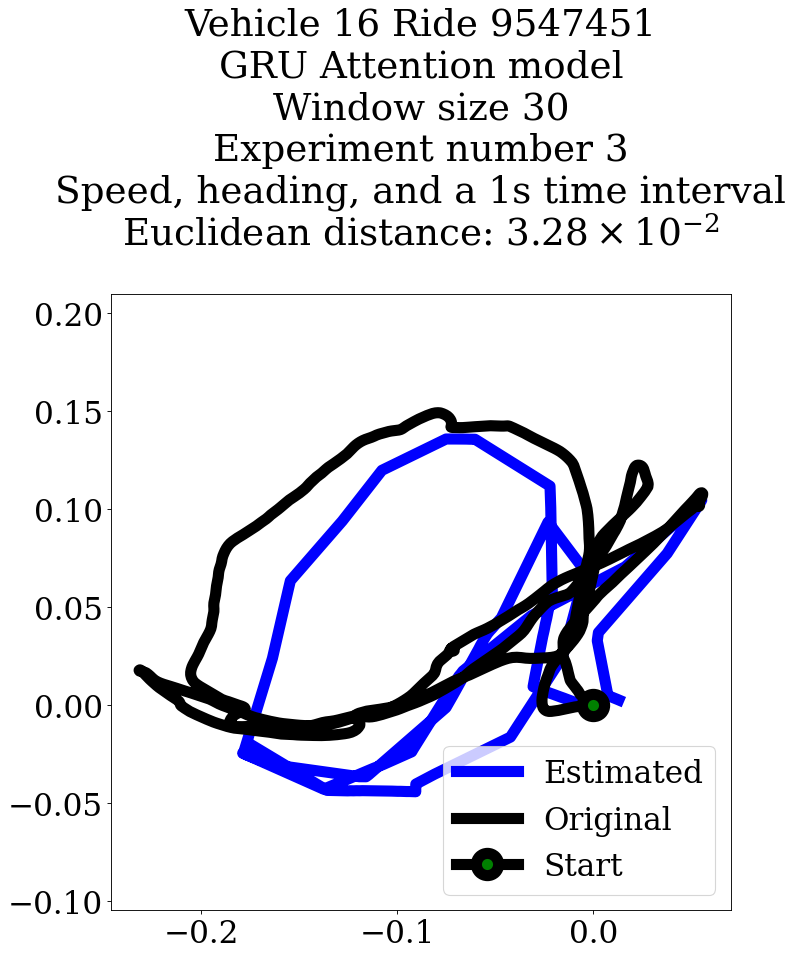 Vehicle 16 Ride 9547451
GRU Attention model
Window size 30
Experiment number 3
Speed, heading, and a 1s time interval
Euclidean distance: 3.28 × 10⁻²
0.20
0.15
0.10
0.05
0.00
−0.05
−0.10
Estimated
Original
Start
−0.2
−0.1
0.0